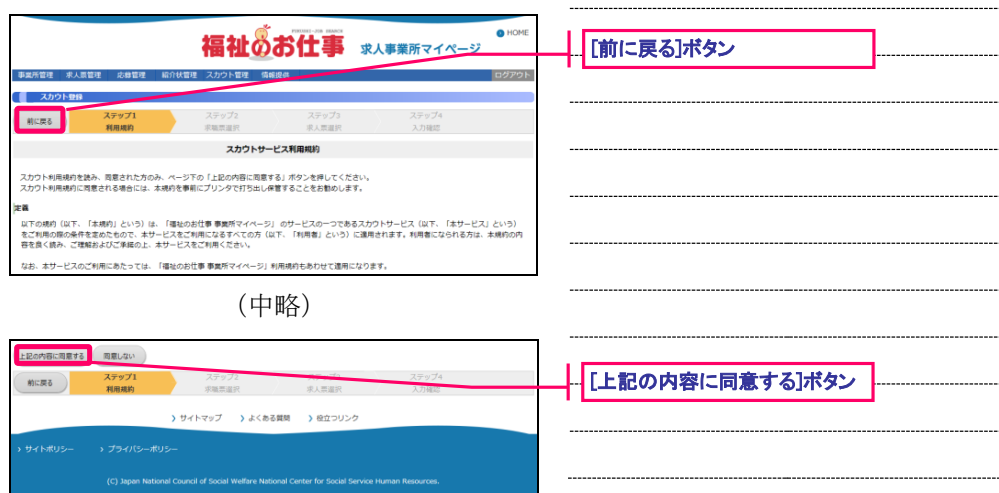 福祉のお仕事
求人事業所マイページ
HOME
事業所管理 求人票管理 応募管理 紹介状管理 スカウト管理 情報提供 ログアウト
スカウト登録
前に戻る
ステップ1
利用規約
ステップ2
求職票選択
ステップ3
求人票選択
ステップ4
入力確認
スカウトサービス利用規約
スカウト利用規約を読み、同意された方のみ、ページ下の「上記の内容に同意する」ボタンを押してください。
スカウト利用規約に同意される場合には、本規約を事前にプリンタで打ち出し保管することをお勧めします。
定義
以下の規約（以下、「本規約」という）は、「福祉のお仕事 事業所マイページ」 のサービスの一つであるスカウトサービス（以下、「本サービス」という）
をご利用の際の条件を定めたもので、本サービスをご利用になるすべての方（以下、「利用者」という）に適用されます。利用者になられる方は、本規約の内
容を良く読み、ご理解およびご承諾の上、本サービスをご利用ください。
なお、本サービスのご利用にあたっては、「福祉のお仕事 事業所マイページ」利用規約もあわせて適用になります。
[前に戻る]ボタン
（中略）
上記の内容に同意する 同意しない
前に戻る
ステップ1
利用規約
ステップ2
求職票選択
ステップ4
入力確認
[上記の内容に同意する]ボタン
サイトマップ よくある質問 役立つリンク
サイトポリシー プライバシーポリシー
(C) Japan National Council of Social Welfare National Center for Social Service Human Resources.